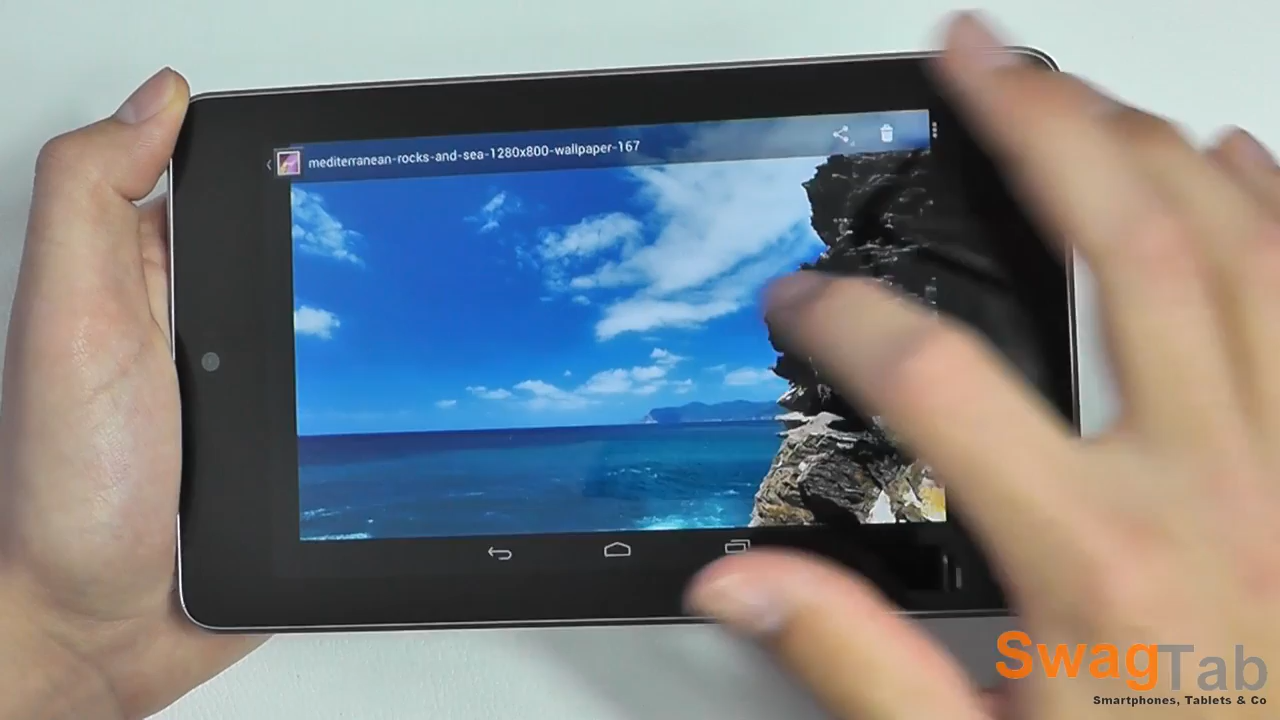 mediterranean-rocks-and-sea-1280x800-wallpaper-167
SwagTab
Smartphones, Tablets & Co